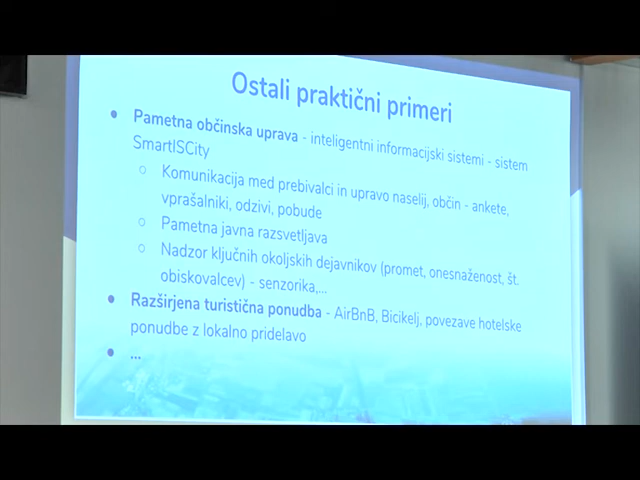 Ostali praktični primeri
● Pametna občinska uprava - inteligentni informacijski sistemi - sistem
SmartISCity
○ Komunikacija med prebivalci in upravo naselij, občin - ankete,
vprašalniki, odzivi, pobude
○ Pametna javna razsvetljava
○ Nadzor ključnih okoljskih dejavnikov (promet, onesnaženost, št.
obiskovalcev) - senzorika,...
● Razširjena turistična ponudba - AirBnB, Bicikelj, povezave hotelske
ponudbe z lokalno pridelavo
● ...